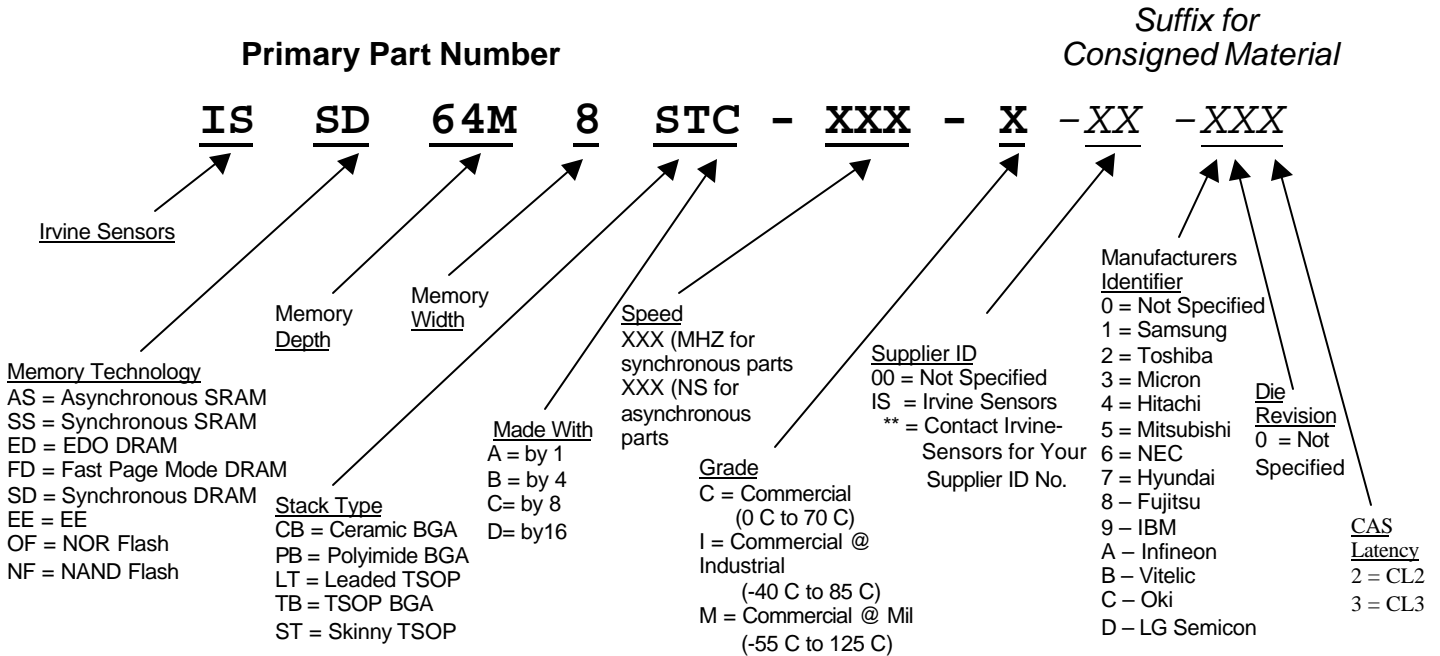 Primary Part Number
Suffix for
Consigned Material
IS SD 64M 8 STC - XXX - X -XX -XXX
Irvine Sensors
Memory Technology
AS = Asynchronous SRAM
SS = Synchronous SRAM
ED = EDO DRAM
FD = Fast Page Mode DRAM
SD = Synchronous DRAM
EE = EE
OF = NOR Flash
NF = NAND Flash
Memory
Depth
Memory
Width
Stack Type
CB = Ceramic BGA
PB = Polyimide BGA
LT = Leaded TSOP
TB = TSOP BGA
ST = Skinny TSOP
Made With
A = by 1
B = by 4
C= by 8
D= by16
Speed
XXX (MHZ for
synchronous parts
XXX (NS for
asynchronous
parts
Grade
C = Commercial
(0 C to 70 C)
I = Commercial @
Industrial
(-40 C to 85 C)
M = Commercial @ Mil
(-55 C to 125 C)
Supplier ID
00 = Not Specified
IS = Irvine Sensors
** = Contact Irvine-
Sensors for Your
Supplier ID No.
Manufacturers
Identifier
0 = Not Specified
1 = Samsung
2 = Toshiba
3 = Micron
4 = Hitachi
5 = Mitsubishi
6 = NEC
7 = Hyundai
8 – Fujitsu
9 – IBM
A – Infineon
B – Vitelic
C – Oki
D – LG Semicon
Die
Revision
0 = Not
Specified
CAS
Latency
2 = CL2
3 = CL3